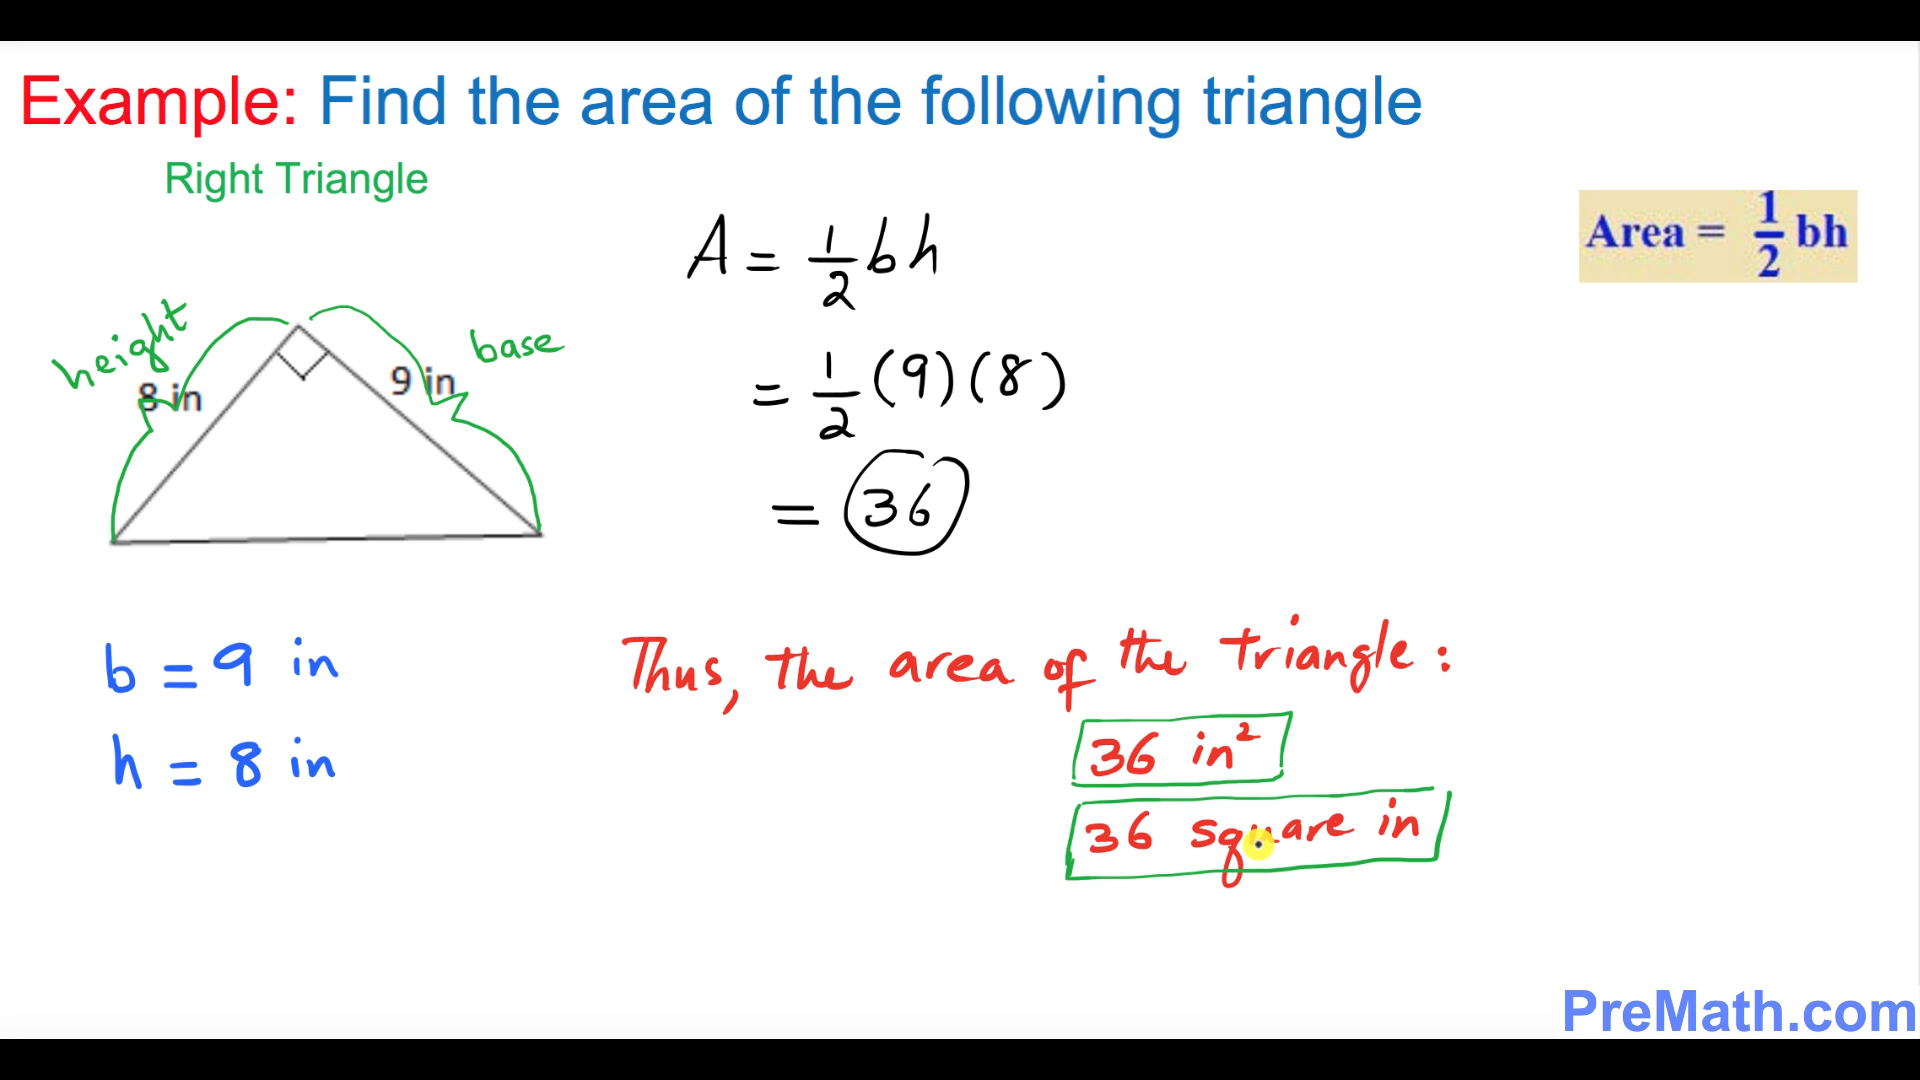 Example: Find the area of the following triangle
Right Triangle
A = 1/2 bh
Area = 1/2 bh
height
base
8 in
9 in
= 1/2 (9)(8)
= 36
b = 9 in
h = 8 in
Thus, the area of the triangle:
36 in²
36 square in
PreMath.com